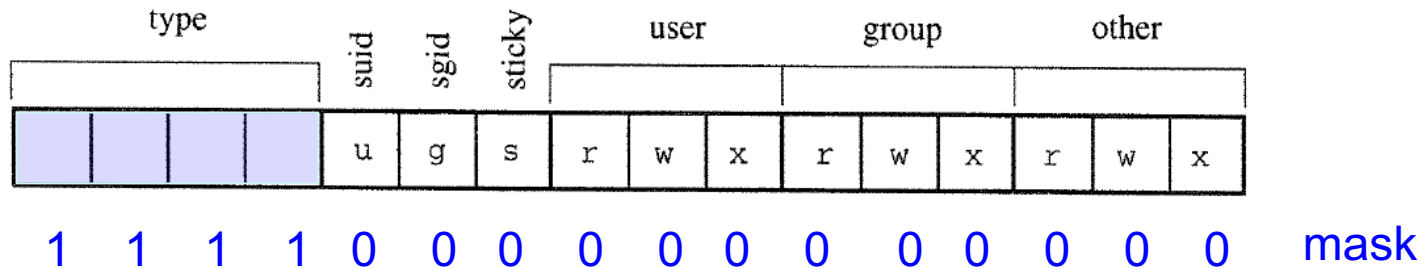 type suid sgid sticky user group other
u g s r w x r w x r w x
1 1 1 1 0 0 0 0 0 0 0 0 0 0 0 0 mask